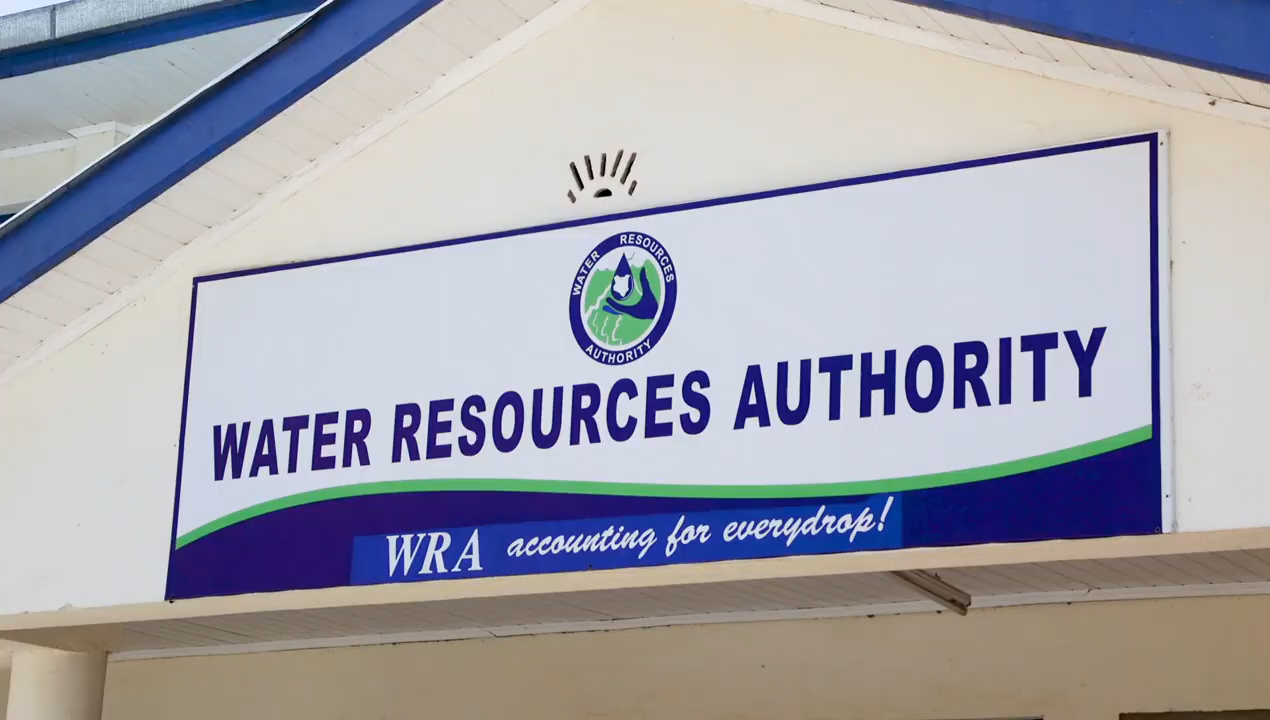 WATER RESOURCES
AUTHORITY
WATER RESOURCES AUTHORITY
WRA accounting for everydrop!